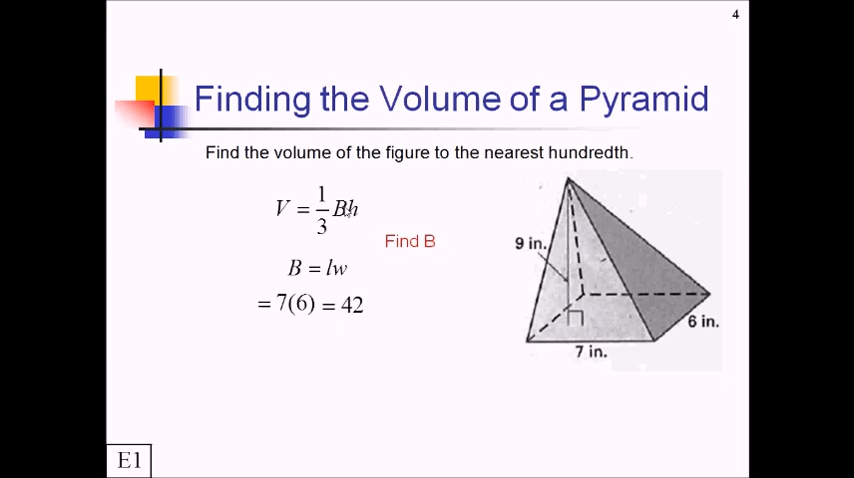 4
Finding the Volume of a Pyramid
Find the volume of the figure to the nearest hundredth.
V = 1/3 Bh
Find B
B = lw
= 7(6) = 42
9 in.
6 in.
7 in.
E1